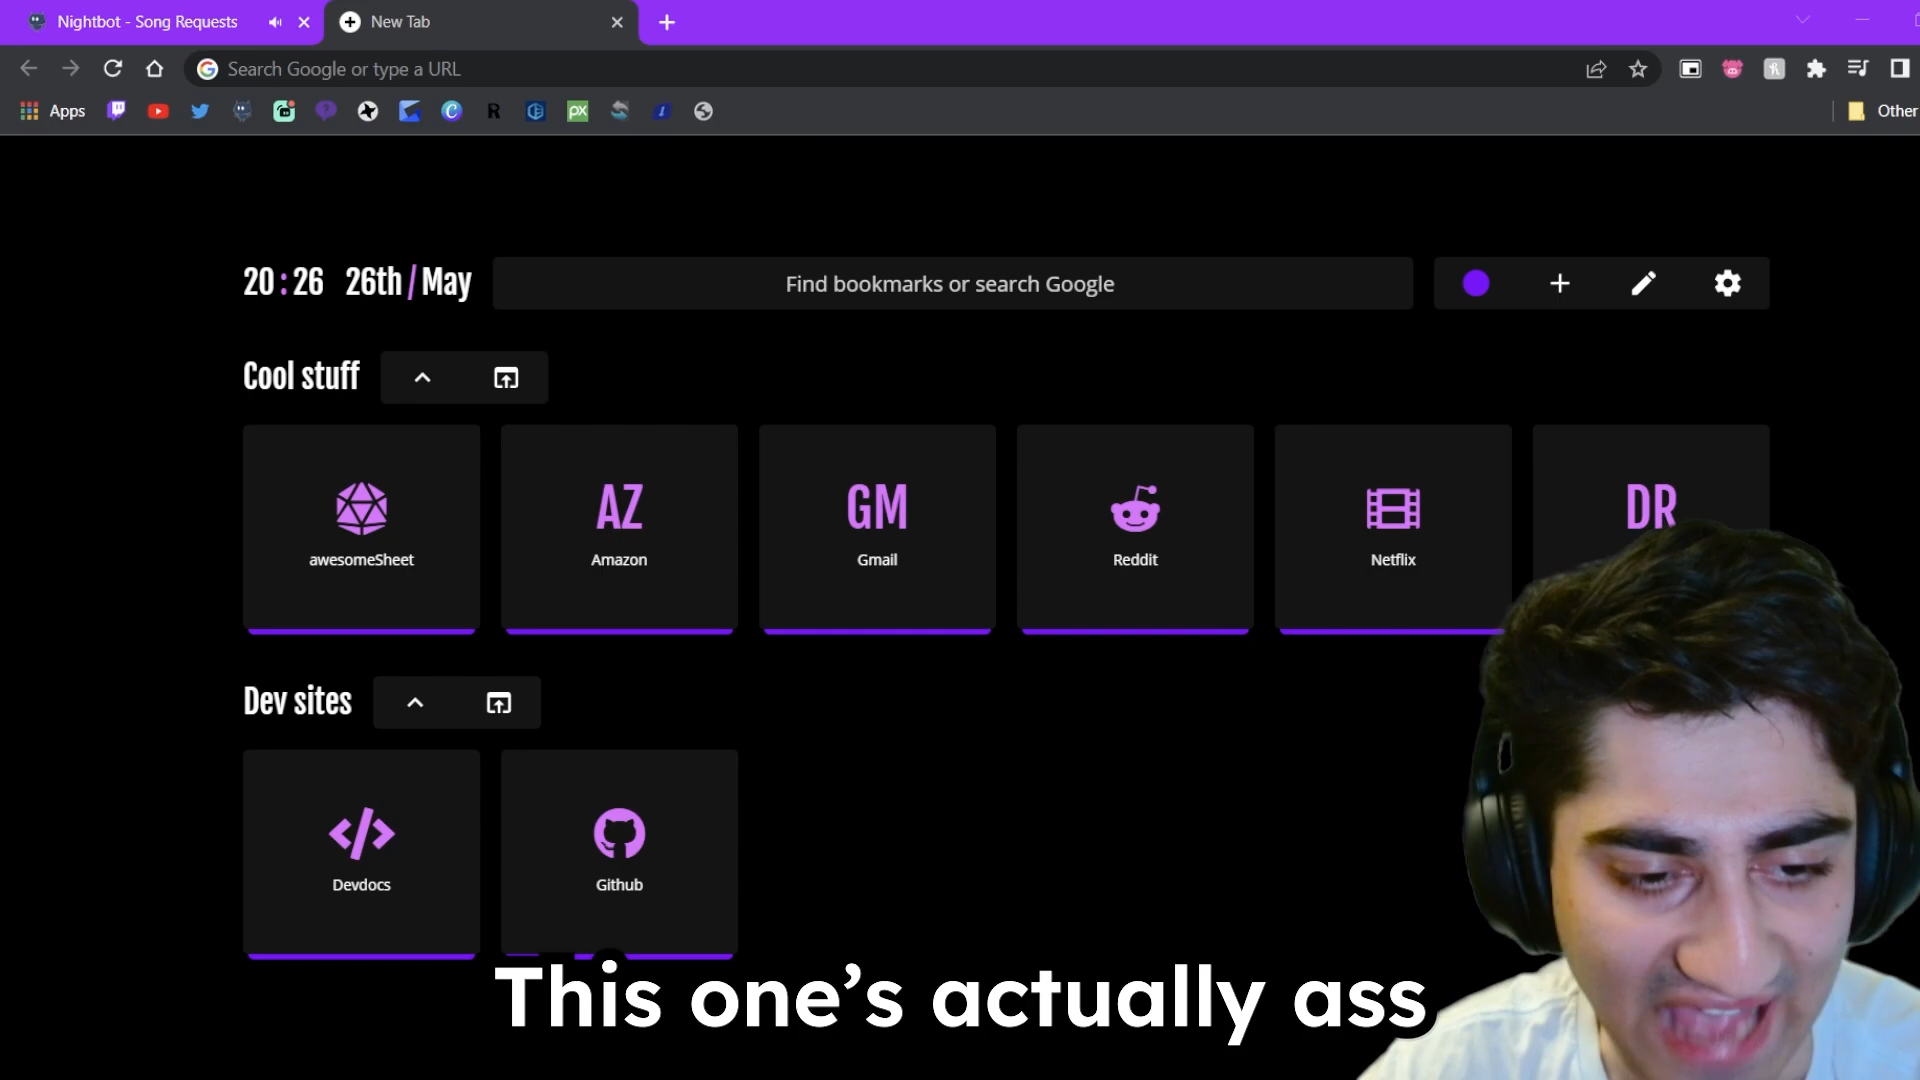 Nightbot - Song Requests
New Tab
Search Google or type a URL
Apps
Other
20:26 26th/May
Find bookmarks or search Google
Cool stuff
awesomeSheet
AZ
Amazon
GM
Gmail
Reddit
Netflix
DR
Dev sites
Devdocs
Github
This one's actually ass